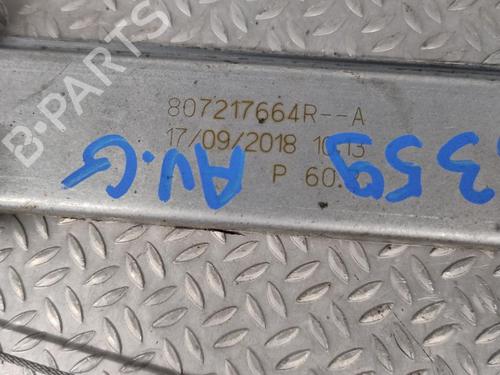 B-PARTS
807217664R--A
17/09/2018 10:13
P 60.
AV.G
359